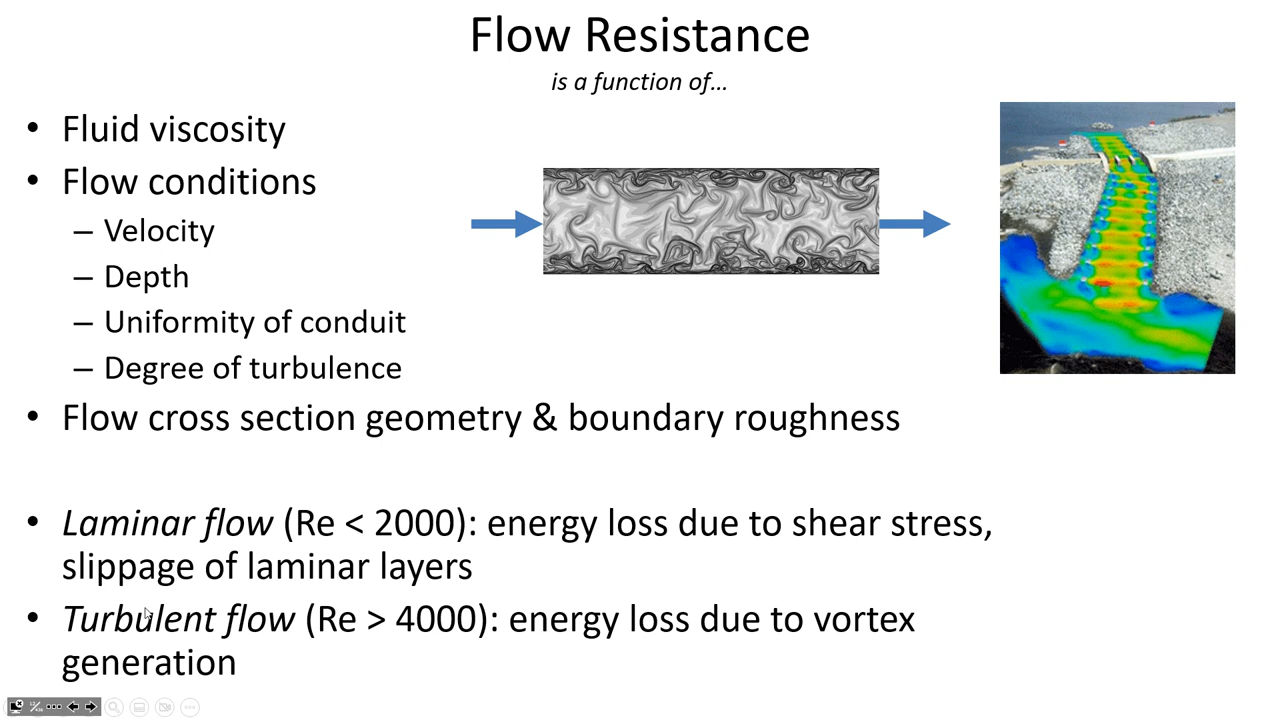 Flow Resistance
is a function of…
• Fluid viscosity
• Flow conditions
– Velocity
– Depth
– Uniformity of conduit
– Degree of turbulence
• Flow cross section geometry & boundary roughness
• Laminar flow (Re < 2000): energy loss due to shear stress,
slippage of laminar layers
• Turbulent flow (Re > 4000): energy loss due to vortex
generation